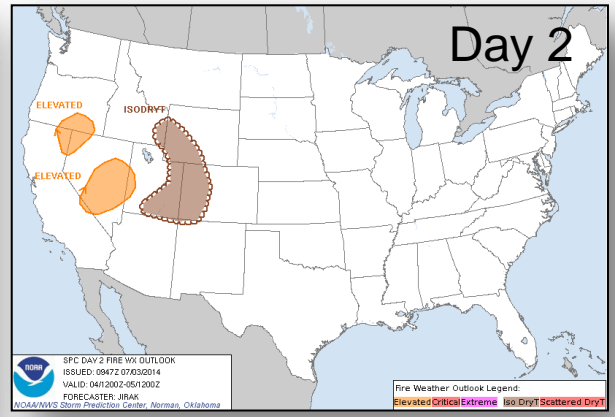 Day 2
ELEVATED
ISODRYT
ELEVATED
NOAA
SPC DAY 2 FIRE WX OUTLOOK
ISSUED: 0947Z 07/03/2014
VALID: 04/1200Z-05/1200Z
FORECASTER: JIRAK
NOAA/NWS Storm Prediction Center, Norman, Oklahoma
Fire Weather Outlook Legend:
Elevated Critical Extreme Iso DryT Scattered DryT